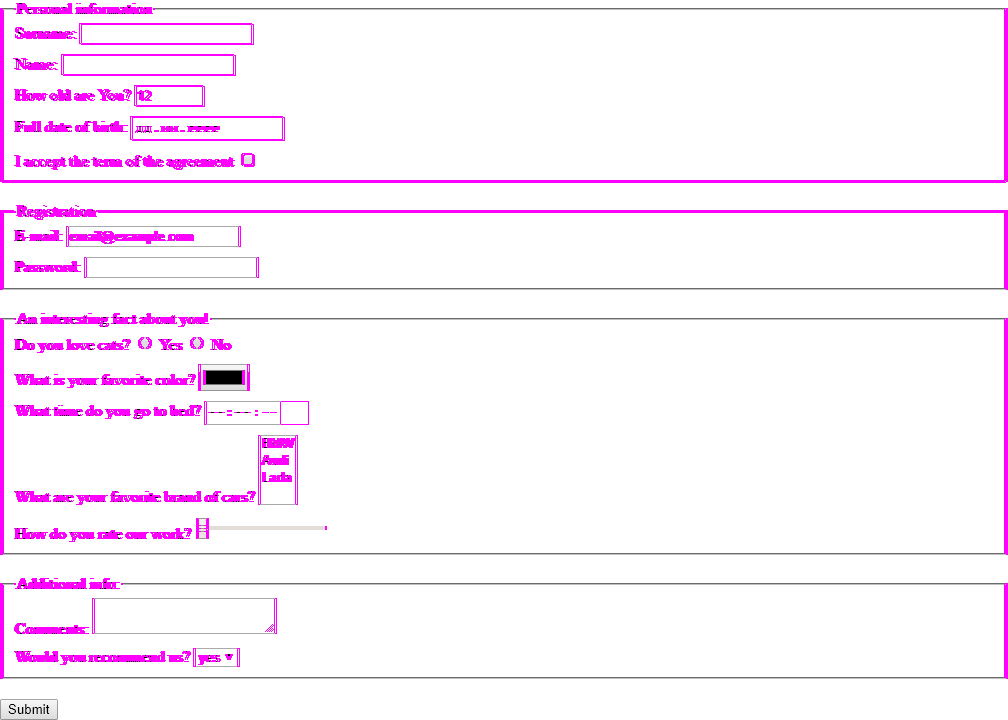 Personal information
Surname:
Name:
How old are You? 12
Full date of birth:
I accept the term of the agreement
Registration
E-mail: email@example.com
Password:
An interesting fact about you!
Do you love cats? Yes No
What is your favorite color?
What time do you go to bed? --:--:--
BMW
Audi
Lada
What are your favorite brand of cars?
How do you rate our work?
Additional info:
Comments:
Would you recommend us? yes
Submit